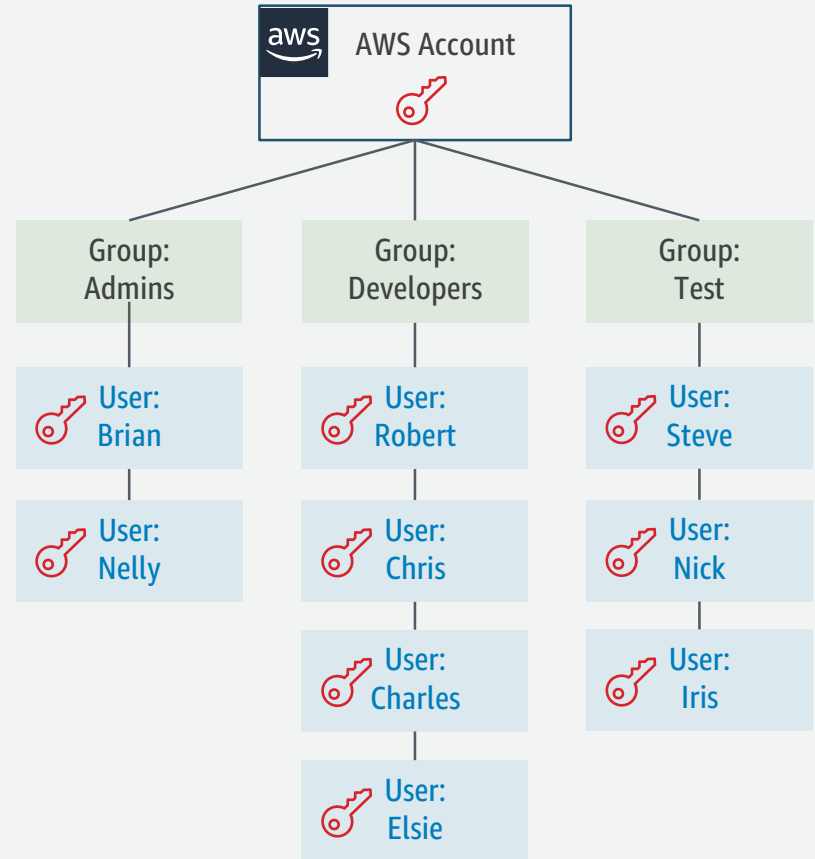 aws
AWS Account
Group:
Admins
User:
Brian
User:
Nelly
Group:
Developers
User:
Robert
User:
Chris
User:
Charles
User:
Elsie
Group:
Test
User:
Steve
User:
Nick
User:
Iris